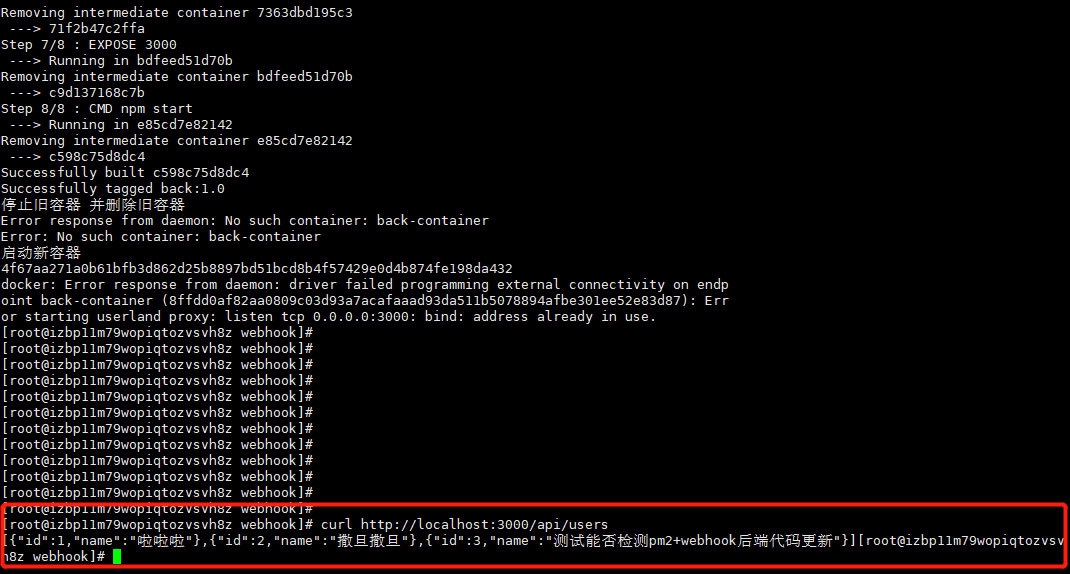 Removing intermediate container 7363dbd195c3
 ---> 71f2b47c2ffa
Step 7/8 : EXPOSE 3000
 ---> Running in bdfeed51d70b
Removing intermediate container bdfeed51d70b
 ---> c9d137168c7b
Step 8/8 : CMD npm start
 ---> Running in e85cd7e82142
Removing intermediate container e85cd7e82142
 ---> c598c75d8dc4
Successfully built c598c75d8dc4
Successfully tagged back:1.0
停止旧容器 并删除旧容器
Error response from daemon: No such container: back-container
Error: No such container: back-container
启动新容器
4f67aa271a0b61bfb3d862d25b8897bd51bcd8b4f57429e0d4b874fe198da432
docker: Error response from daemon: driver failed programming external connectivity on endp
oint back-container (8ffdd0af82aa0809c03d93a7acafaaad93da511b5078894afbe301ee52e83d87): Err
or starting userland proxy: listen tcp 0.0.0.0:3000: bind: address already in use.
[root@izbp11m79wopiqtozvsvh8z webhook]#
[root@izbp11m79wopiqtozvsvh8z webhook]#
[root@izbp11m79wopiqtozvsvh8z webhook]#
[root@izbp11m79wopiqtozvsvh8z webhook]#
[root@izbp11m79wopiqtozvsvh8z webhook]#
[root@izbp11m79wopiqtozvsvh8z webhook]#
[root@izbp11m79wopiqtozvsvh8z webhook]#
[root@izbp11m79wopiqtozvsvh8z webhook]#
[root@izbp11m79wopiqtozvsvh8z webhook]#
[root@izbp11m79wopiqtozvsvh8z webhook]#
[root@izbp11m79wopiqtozvsvh8z webhook]#
[root@izbp11m79wopiqtozvsvh8z webhook]#
[root@izbp11m79wopiqtozvsvh8z webhook]# curl http://localhost:3000/api/users
[{"id":1,"name":"啦啦啦"},{"id":2,"name":"撒旦撒旦"},{"id":3,"name":"测试能否检测pm2+webhook后端代码更新"}][root@izbp11m79wopiqtozvsv
h8z webhook]#